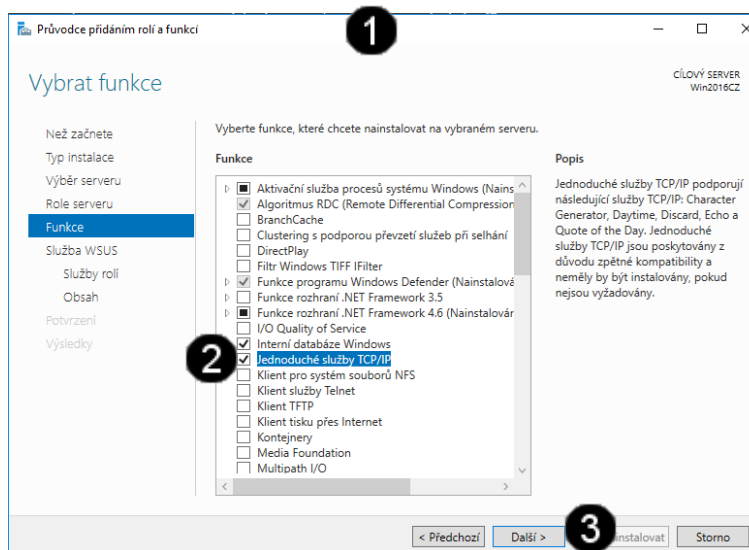 1
Průvodce přidáním rolí a funkcí
Vybrat funkce
CÍLOVÝ SERVER
Win2016CZ
Než začnete
Typ instalace
Výběr serveru
Role serveru
Funkce
Služba WSUS
Služby rolí
Obsah
Potvrzení
Výsledky
Vyberte funkce, které chcete nainstalovat na vybraném serveru.
Funkce
Aktivační služba procesů systému Windows (Nains
Algoritmus RDC (Remote Differential Compression
BranchCache
Clustering s podporou převzetí služeb při selhání
DirectPlay
Filtr Windows TIFF IFilter
Funkce programu Windows Defender (Nainstalová
Funkce rozhraní .NET Framework 3.5
Funkce rozhraní .NET Framework 4.6 (Nainstalován
I/O Quality of Service
Interní databáze Windows
2
Jednoduché služby TCP/IP
Klient pro systém souborů NFS
Klient služby Telnet
Klient TFTP
Klient tisku přes Internet
Kontejnery
Media Foundation
Multipath I/O
Popis
Jednoduché služby TCP/IP podporují
následující služby TCP/IP: Character
Generator, Daytime, Discard, Echo a
Quote of the Day. Jednoduché
služby TCP/IP jsou poskytovány z
důvodu zpětné kompatibility a
neměly by být instalovány, pokud
nejsou vyžadovány.
< Předchozí
Další >
3
instalovat
Storno